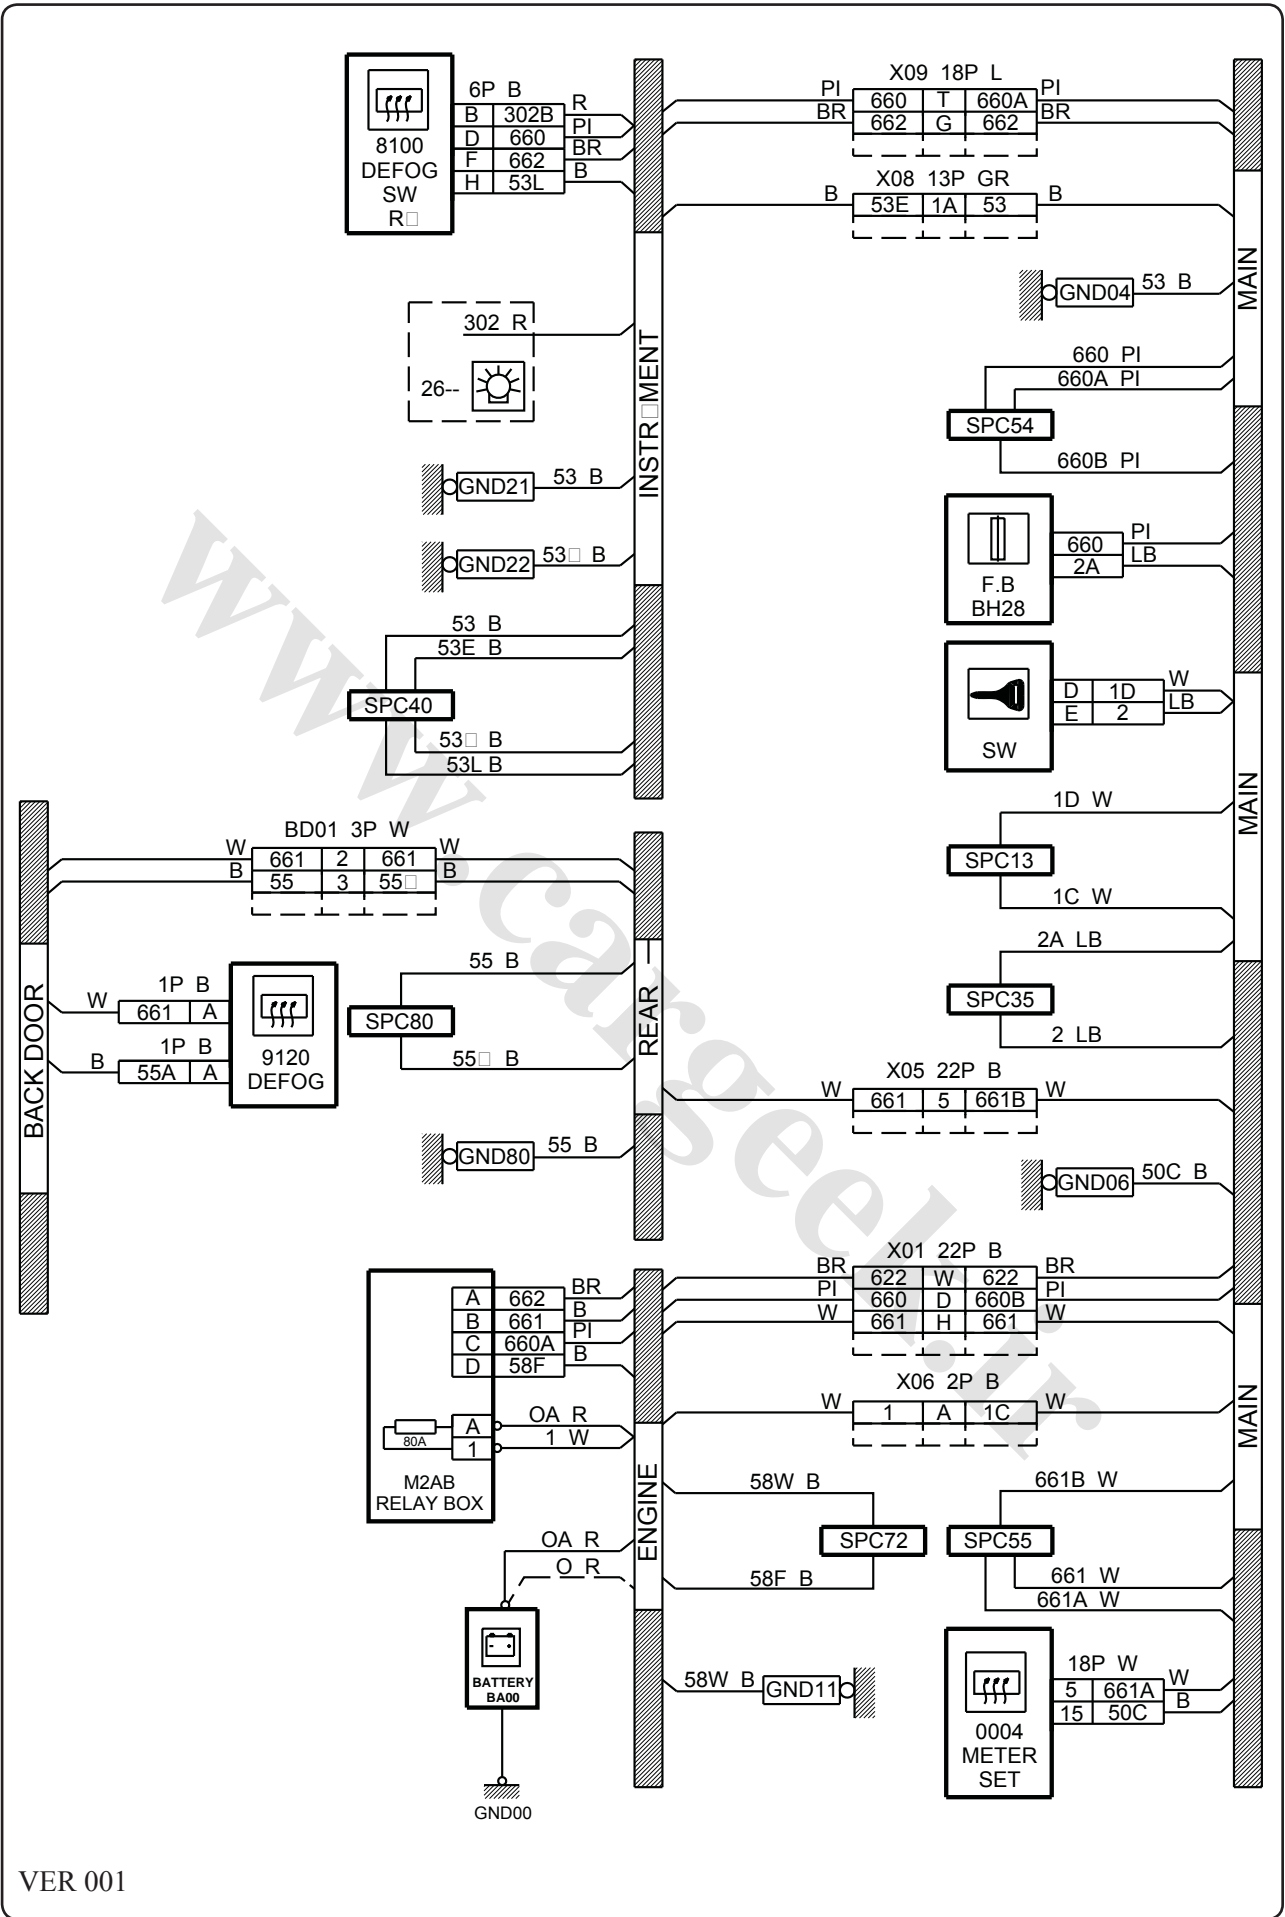 6P B
B 302B R
D 660 PI
F 662 BR
H 53L B
8100
DEFOG
SW
R□
X09 18P L
PI 660 T 660A PI
BR 662 G 662 BR
X08 13P GR
B 53E 1A 53 B
GND04 53 B
302 R
26--
660 PI
660A PI
SPC54
660B PI
GND21 53 B
GND22 53□ B
INSTR□MENT
MAIN
F.B
BH28
660 PI
2A LB
53 B
53E B
SPC40
53□ B
53L B
SW
D 1D W
E 2 LB
1D W
SPC13
1C W
MAIN
BD01 3P W
W 661 2 661 W
B 55 3 55□ B
2A LB
SPC35
2 LB
BACK DOOR
1P B
W 661 A
1P B
B 55A A
9120
DEFOG
55 B
SPC80
55□ B
REAR
X05 22P B
W 661 5 661B W
GND80 55 B
GND06 50C B
X01 22P B
BR 622 W 622 BR
PI 660 D 660B PI
W 661 H 661 W
A 662 BR
B 661 B
C 660A PI
D 58F B
80A
A OA R
1 1 W
M2AB
RELAY BOX
X06 2P B
W 1 A 1C W
MAIN
ENGINE
58W B
SPC72
58F B
661B W
SPC55
661 W
661A W
OA R
O R
BATTERY
BA00
GND00
58W B GND11
18P W
5 661A W
15 50C B
0004
METER
SET
www.cargeek.ir
VER 001